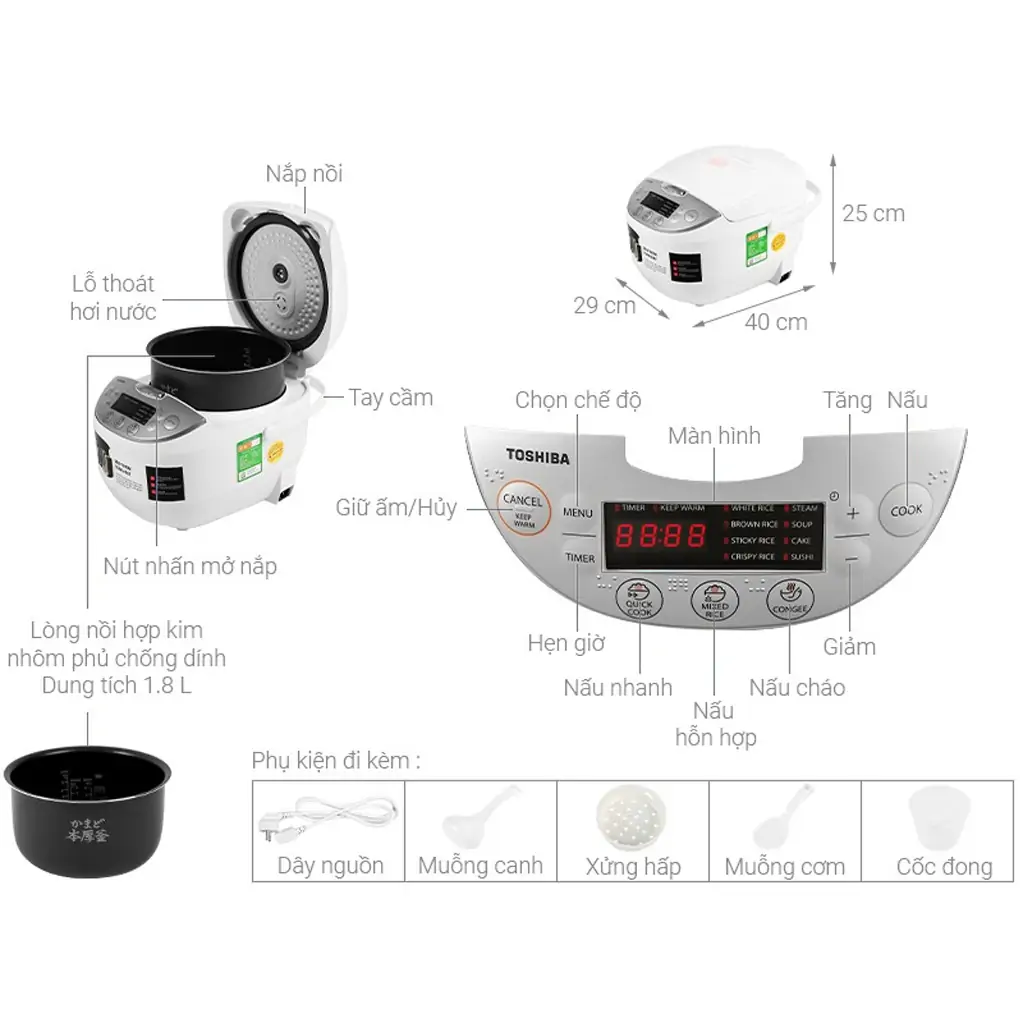 Nắp nồi
Lỗ thoát
hơi nước
Tay cầm
Nút nhấn mở nắp
Lòng nồi hợp kim
nhôm phủ chống dính
Dung tích 1.8 L
かまど
本厚釜
25 cm
29 cm
40 cm
Chọn chế độ
Màn hình
Tăng
Nấu
Giữ ấm/Hủy
TOSHIBA
CANCEL
KEEP
WARM
MENU
TIMER
TIMER KEEP WARM WHITE RICE STEAM
BROWN RICE SOUP
STICKY RICE CAKE
CRISPY RICE SUSHI
88:88
+
−
COOK
QUICK
COOK
MIXED
RICE
CONGEE
Hẹn giờ
Giảm
Nấu nhanh
Nấu
hỗn hợp
Nấu cháo
Phụ kiện đi kèm :
Dây nguồn
Muỗng canh
Xửng hấp
Muỗng cơm
Cốc đong